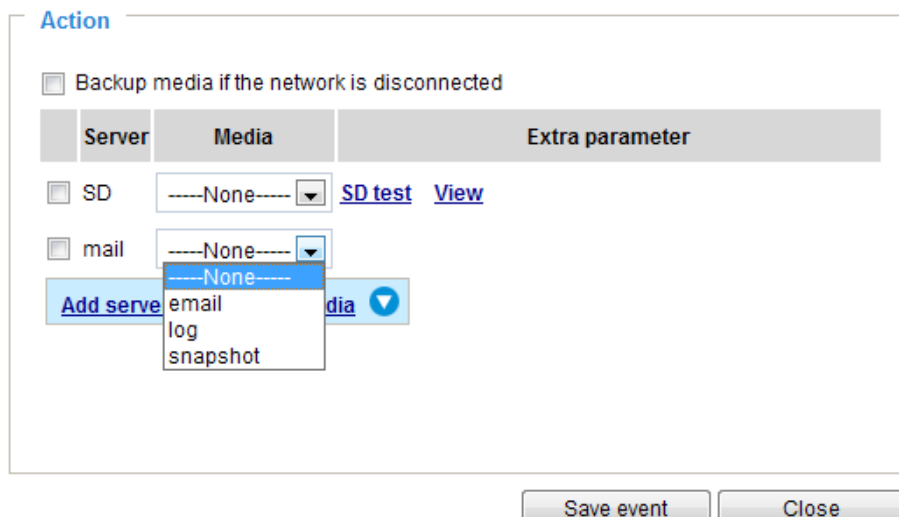 Action
Backup media if the network is disconnected
Server Media Extra parameter
SD -----None----- SD test View
mail -----None-----
-----None-----
Add serve dia
email
log
snapshot
Save event Close